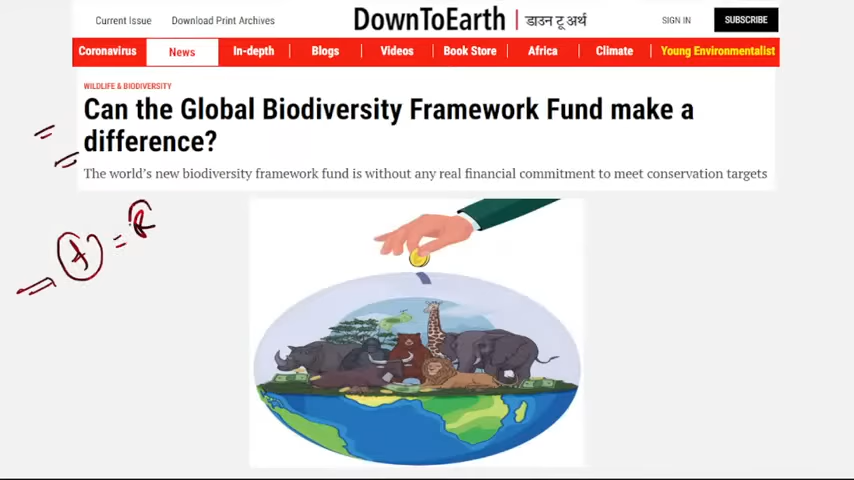 Current Issue Download Print Archives DownToEarth | डाउन टू अर्थ SIGN IN SUBSCRIBE
Coronavirus News In-depth Blogs Videos Book Store Africa Climate Young Environmentalist
WILDLIFE & BIODIVERSITY
Can the Global Biodiversity Framework Fund make a
difference?
The world's new biodiversity framework fund is without any real financial commitment to meet conservation targets